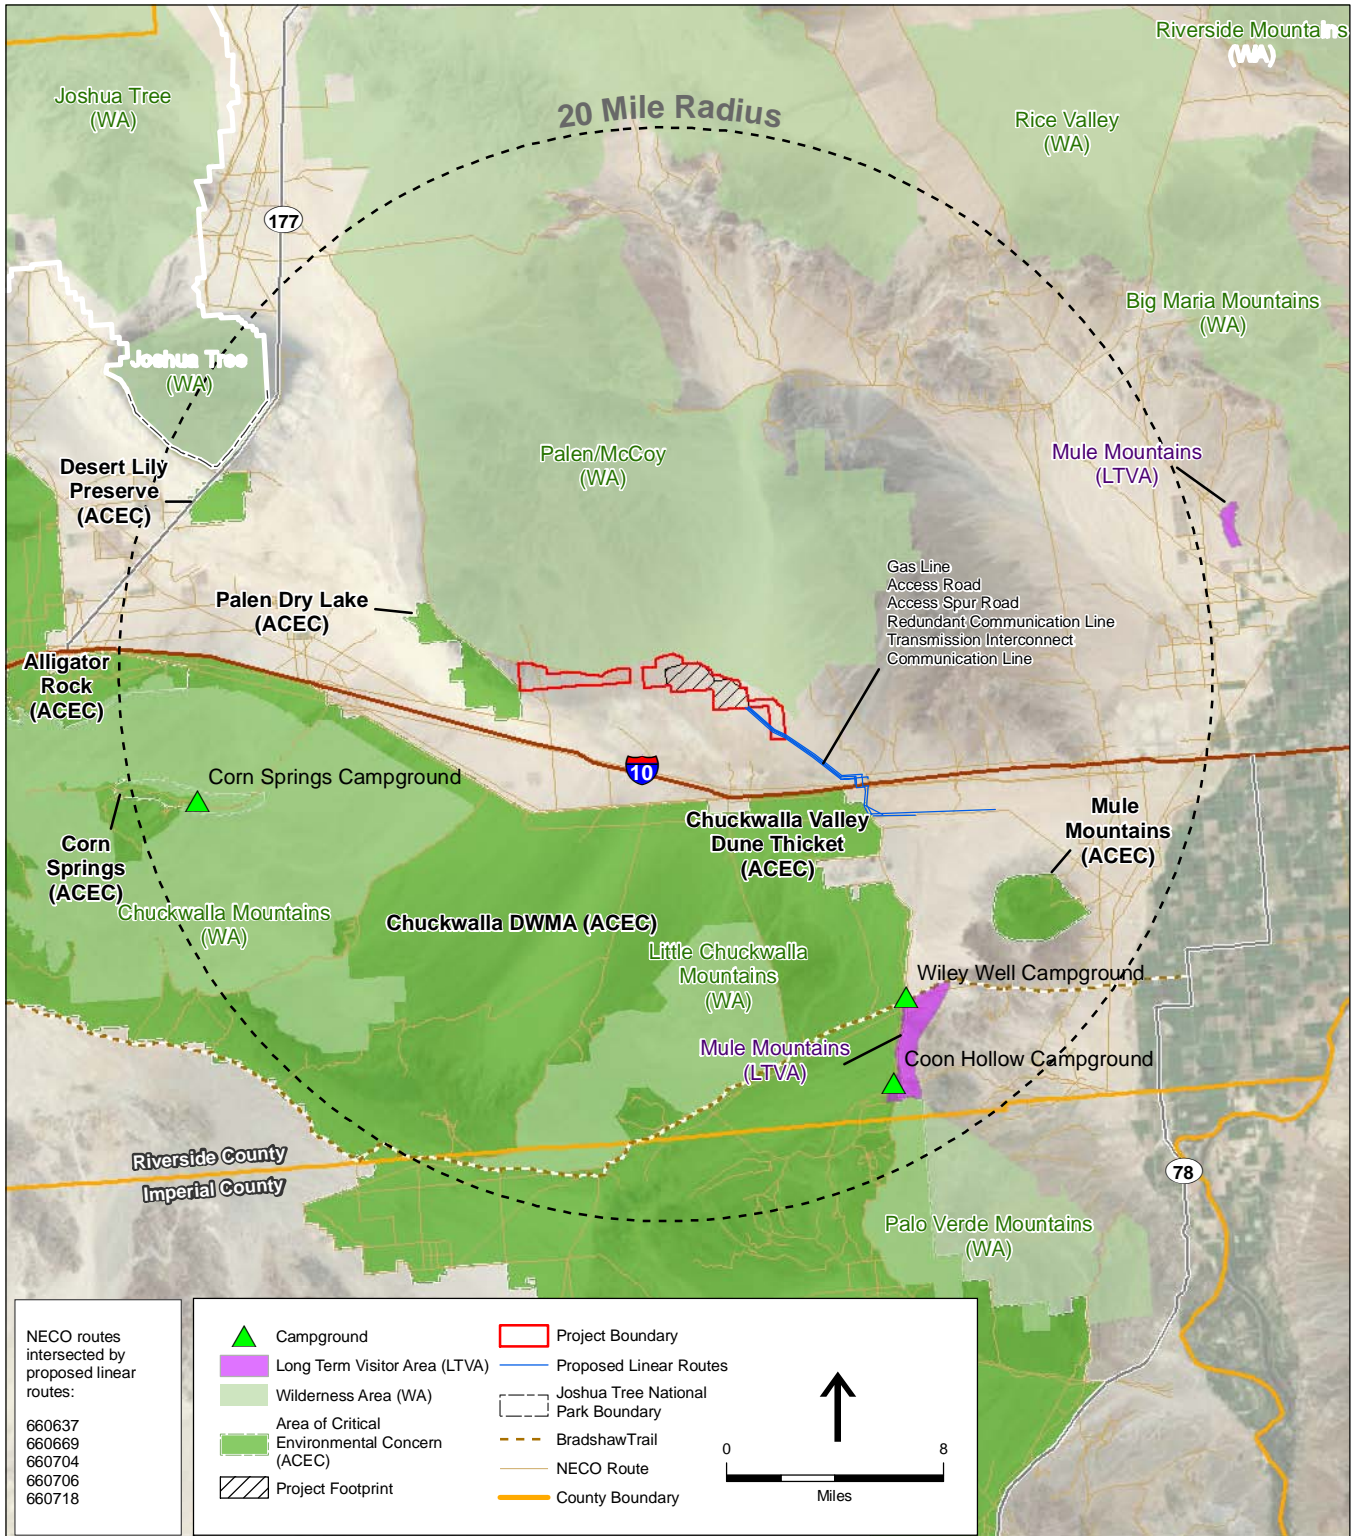 Riverside Mountains
(WA)
Joshua Tree
(WA)
20 Mile Radius
Rice Valley
(WA)
177
Big Maria Mountains
(WA)
Joshua Tree
(WA)
Palen/McCoy
(WA)
Mule Mountains
(LTVA)
Desert Lily
Preserve
(ACEC)
Gas Line
Access Road
Access Spur Road
Redundant Communication Line
Transmission Interconnect
Communication Line
Palen Dry Lake
(ACEC)
Alligator
Rock
(ACEC)
10
Corn Springs Campground
Chuckwalla Valley
Dune Thicket
(ACEC)
Mule
Mountains
(ACEC)
Corn
Springs
(ACEC)
Chuckwalla Mountains
(WA)
Chuckwalla DWMA (ACEC)
Little Chuckwalla
Mountains
(WA)
Wiley Well Campground
Mule Mountains
(LTVA)
Coon Hollow Campground
Riverside County
Imperial County
78
Palo Verde Mountains
(WA)
NECO routes
intersected by
proposed linear
routes:
660637
660669
660704
660706
660718
Campground
Long Term Visitor Area (LTVA)
Wilderness Area (WA)
Area of Critical
Environmental Concern
(ACEC)
Project Footprint
Project Boundary
Proposed Linear Routes
Joshua Tree National
Park Boundary
BradshawTrail
NECO Route
County Boundary
0 8
Miles